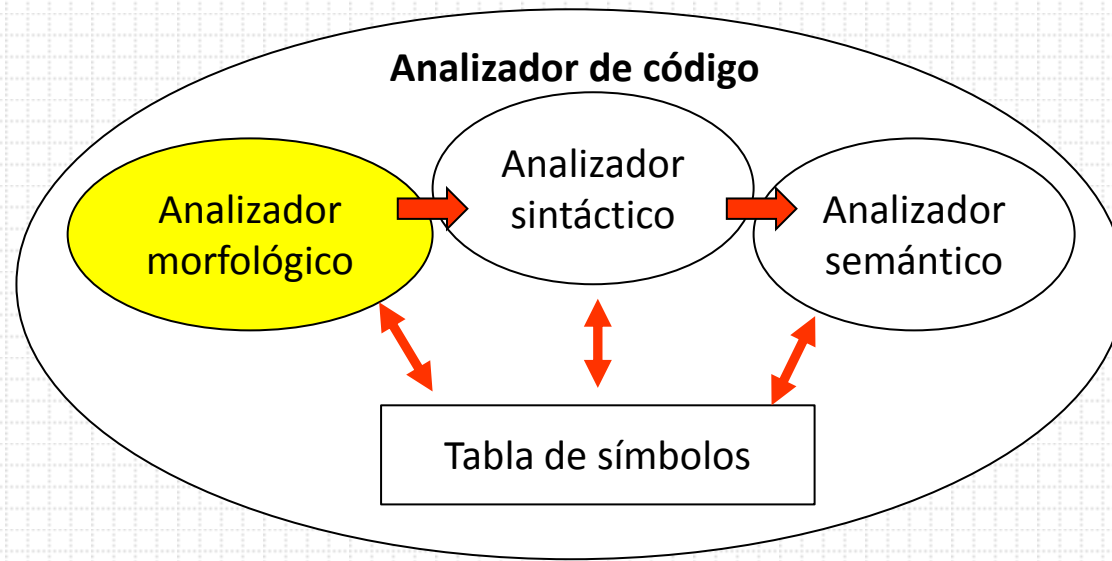 Analizador de código
Analizador
morfológico
Analizador
sintáctico
Analizador
semántico
Tabla de símbolos